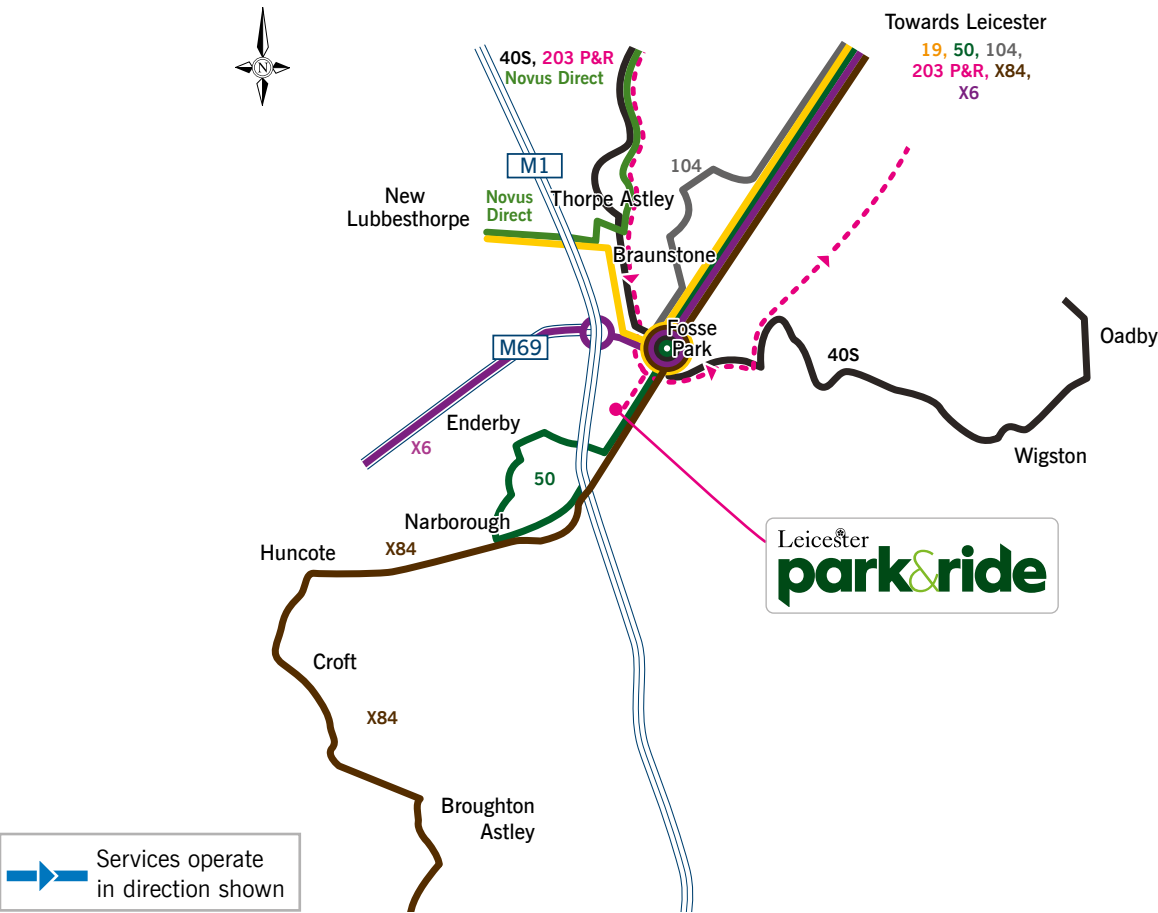 Towards Leicester
19, 50, 104,
203 P&R, X84,
X6
40S, 203 P&R
Novus Direct
M1
104
New
Lubbesthorpe
Novus
Direct
Thorpe Astley
Braunstone
Fosse
Park
M69
Oadby
40S
Enderby
X6
Wigston
50
Narborough
X84
Huncote
Leicester
park&ride
Croft
X84
Broughton
Astley
Services operate
in direction shown
N